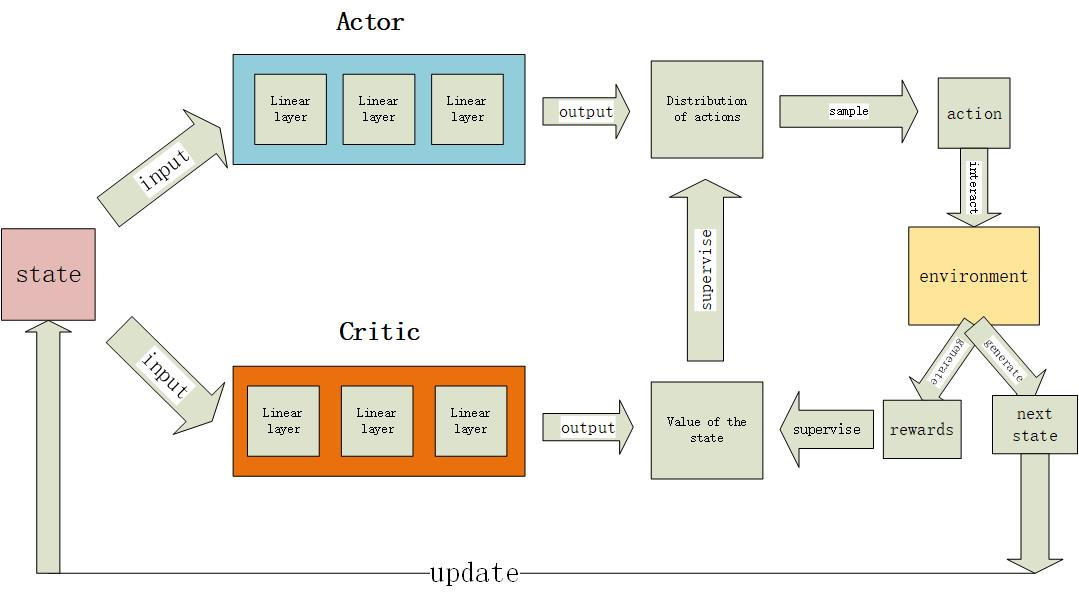 Actor
Linear
layer
Linear
layer
Linear
layer
output
Distribution
of actions
sample
action
input
interact
state
environment
supervise
Critic
input
generate
generate
Linear
layer
Linear
layer
Linear
layer
output
Value of the
state
supervise
rewards
next
state
update